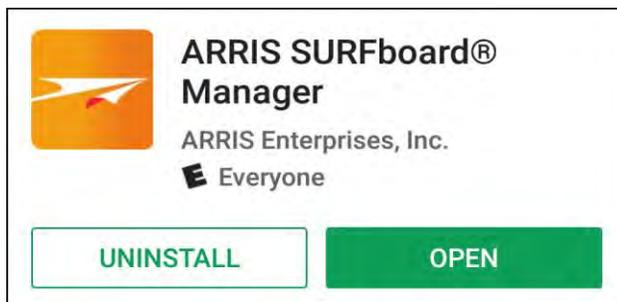 ARRIS SURFboard®
Manager
ARRIS Enterprises, Inc.
E Everyone
UNINSTALL
OPEN